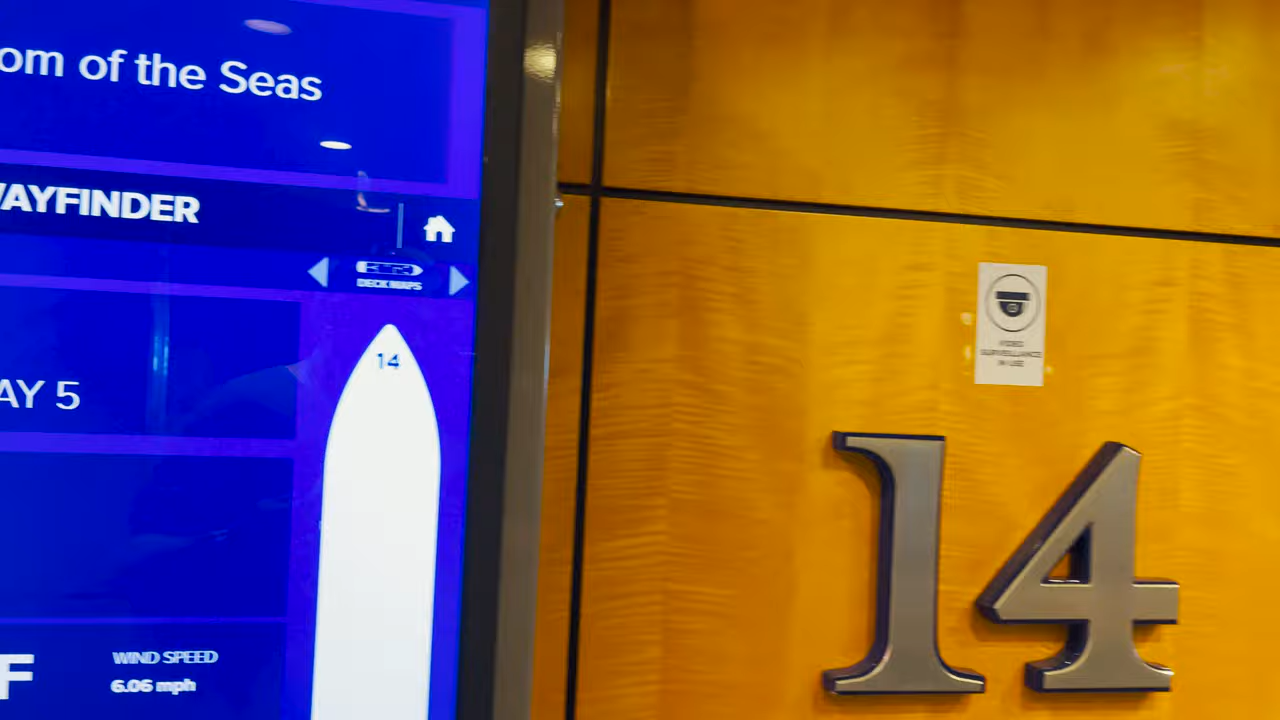 om of the Seas
WAYFINDER
DECK MAPS
14
AY 5
F
WIND SPEED
6.06 mph
VIDEO
SURVEILLANCE
IN USE
14